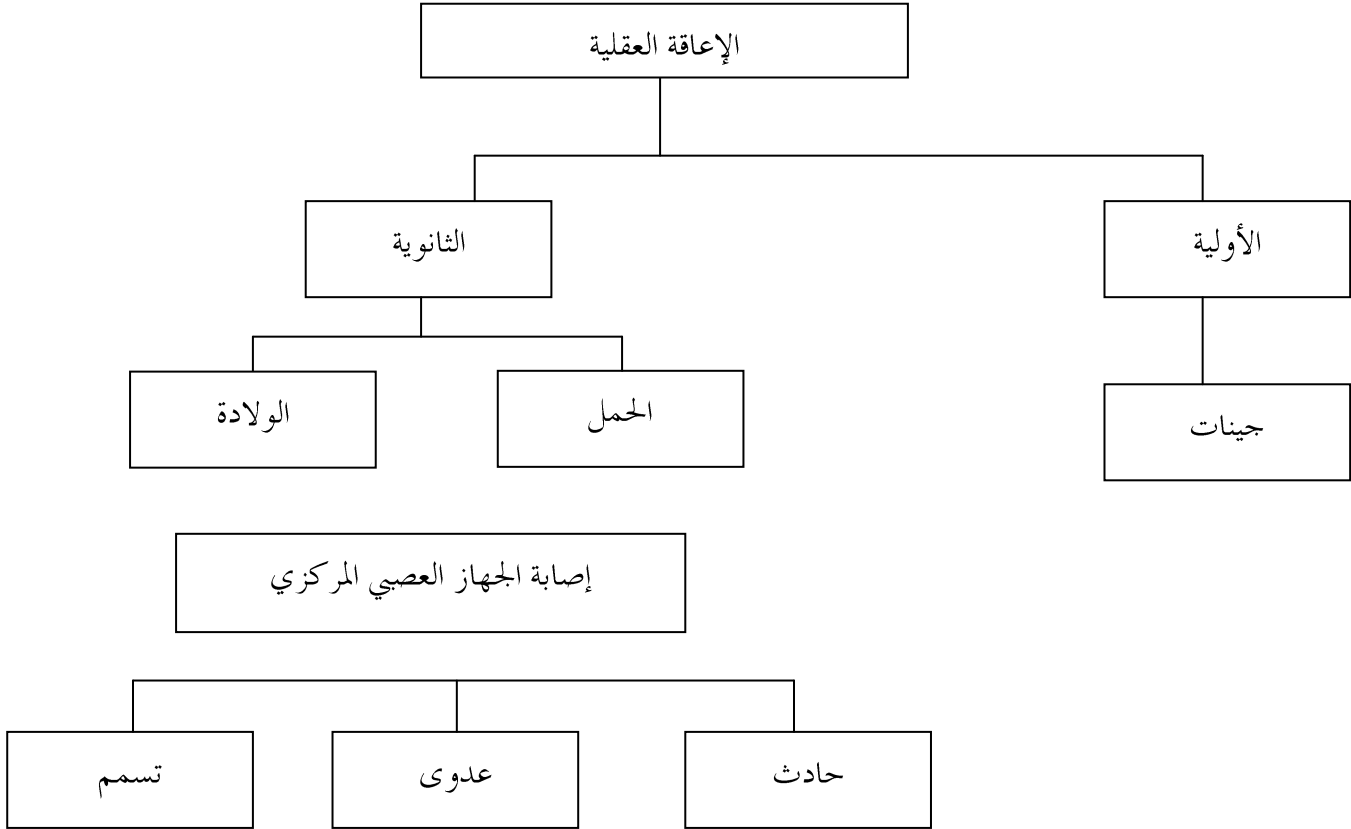 الإعاقة العقلية
الأولية
الثانوية
الحمل
الولادة
جينات
إصابة الجهاز العصبي المركزي
حادث
عدوى
تسمم